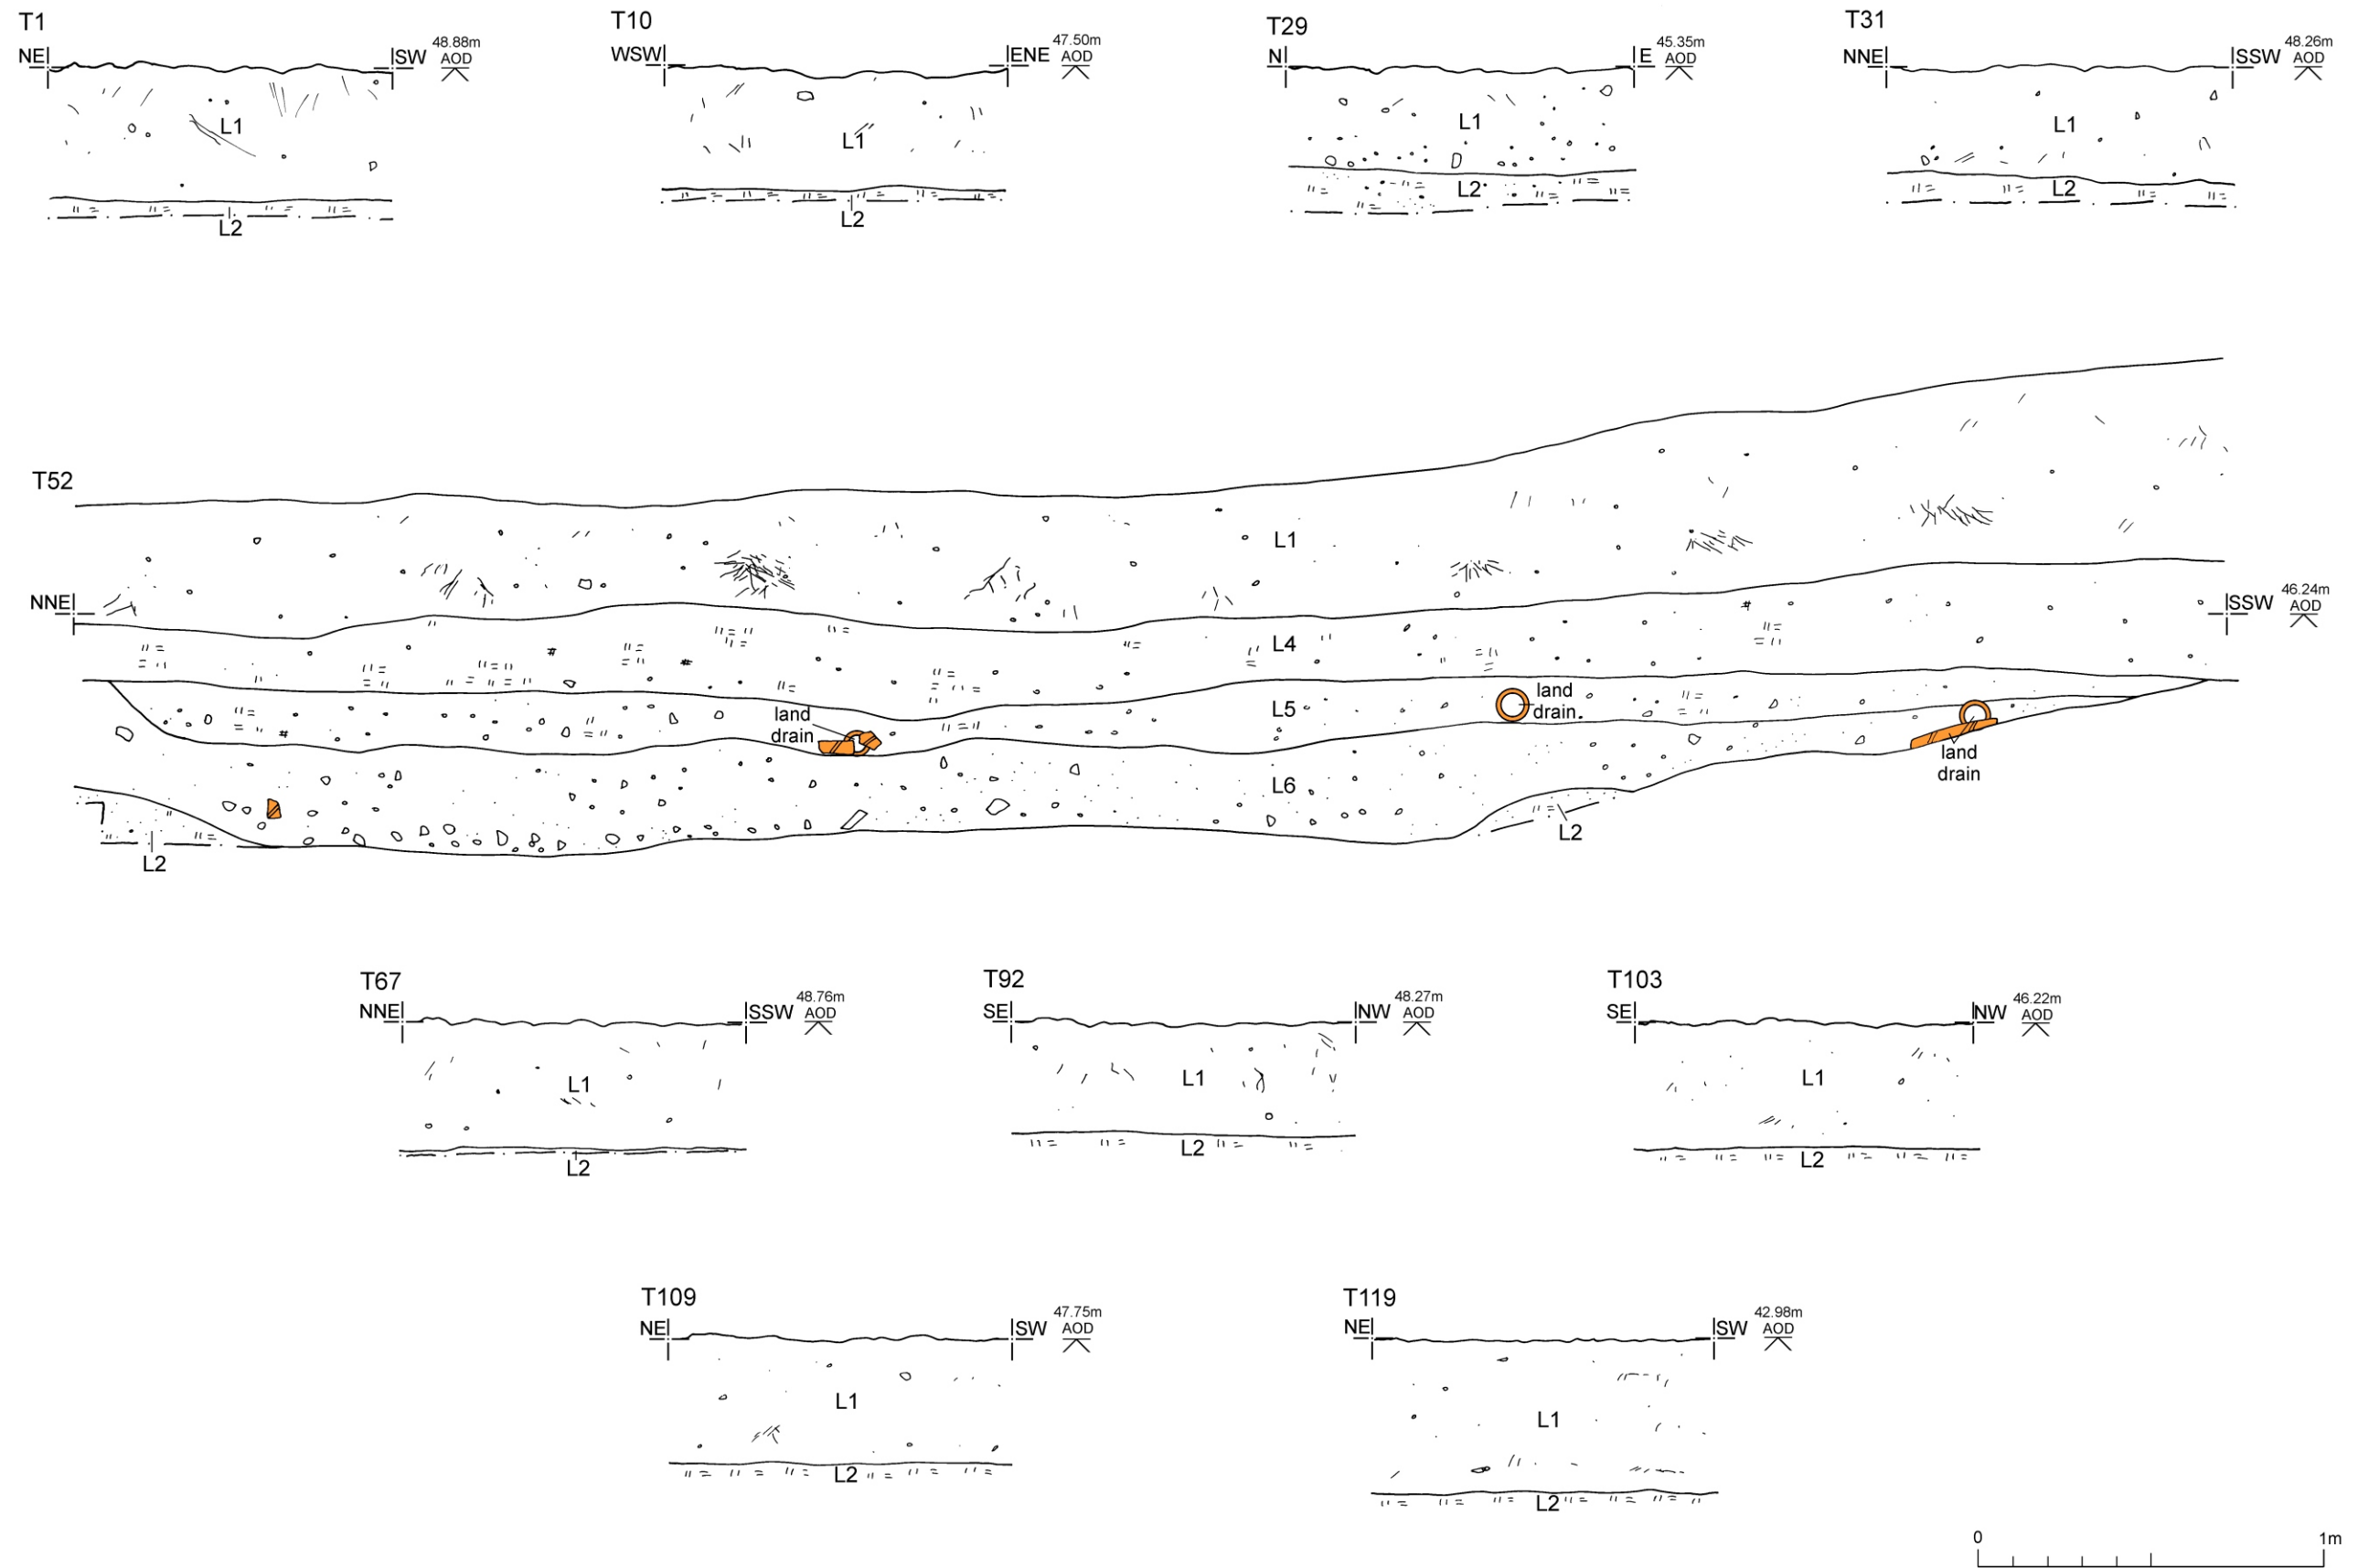 T1
NE SW 48.88m AOD
L1
L2
T10
WSW ENE 47.50m AOD
L1
L2
T29
N E 45.35m AOD
L1
L2
T31
NNE SSW 48.26m AOD
L1
L2
T52
NNE SSW 46.24m AOD
L1
L4
L5
land drain
land drain
land drain
L6
L2
L2
T67
NNE SSW 48.76m AOD
L1
L2
T92
SE NW 48.27m AOD
L1
L2
T103
SE NW 46.22m AOD
L1
L2
T109
NE SW 47.75m AOD
L1
L2
T119
NE SW 42.98m AOD
L1
L2
0 1m